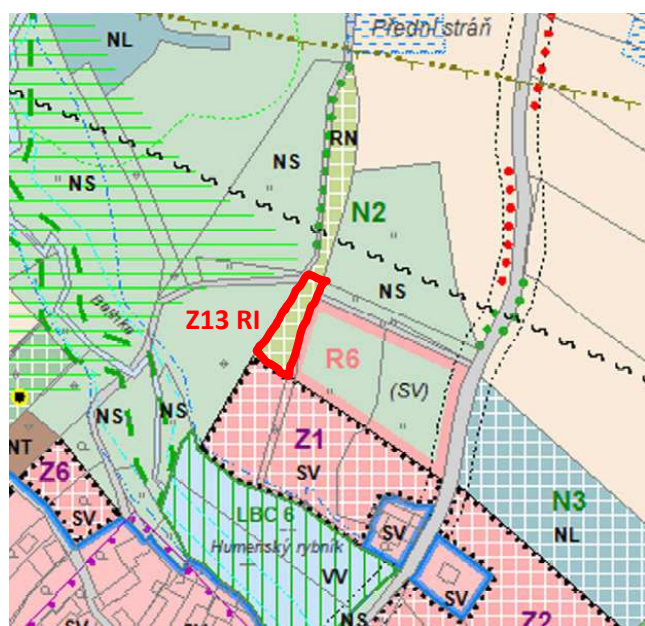 NL
Přední stráň
RN
NS
NS
N2
NS
Z13 RI
R6
(SV)
NS
NS
NT
Z1
SV
Z6
SV
LBC 6
Humenský rybník
VV
SV
SV
N3
NL
Z2
NS
SV